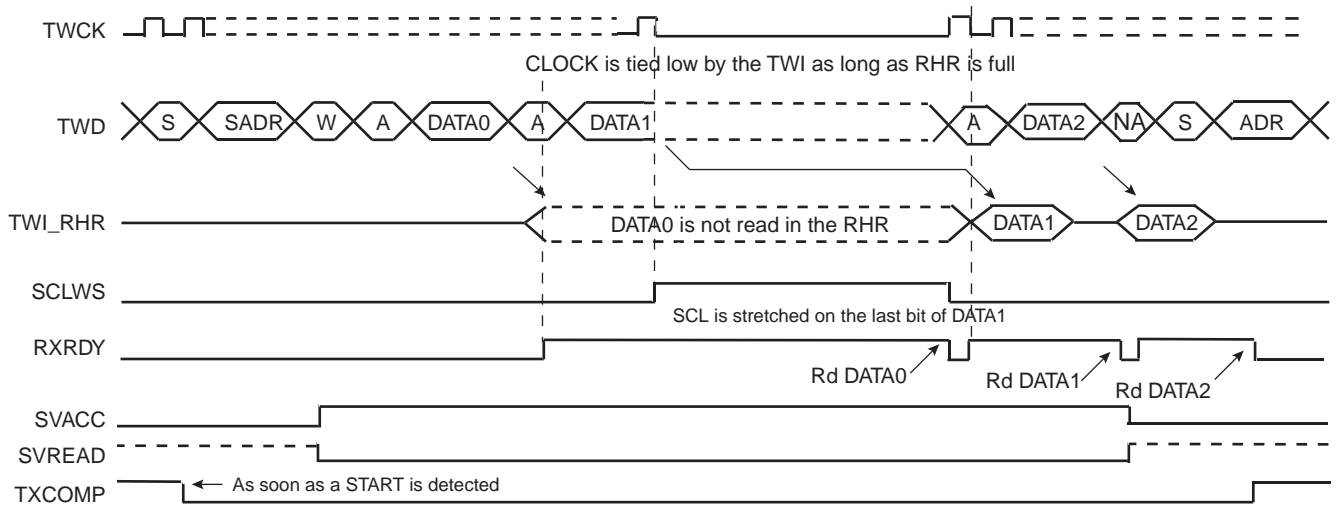 TWCK
CLOCK is tied low by the TWI as long as RHR is full
TWD S SADR W A DATA0 A DATA1 A DATA2 NA S ADR
TWI_RHR DATA0 is not read in the RHR DATA1 DATA2
SCLWS
SCL is stretched on the last bit of DATA1
RXRDY
Rd DATA0 Rd DATA1 Rd DATA2
SVACC
SVREAD
TXCOMP As soon as a START is detected